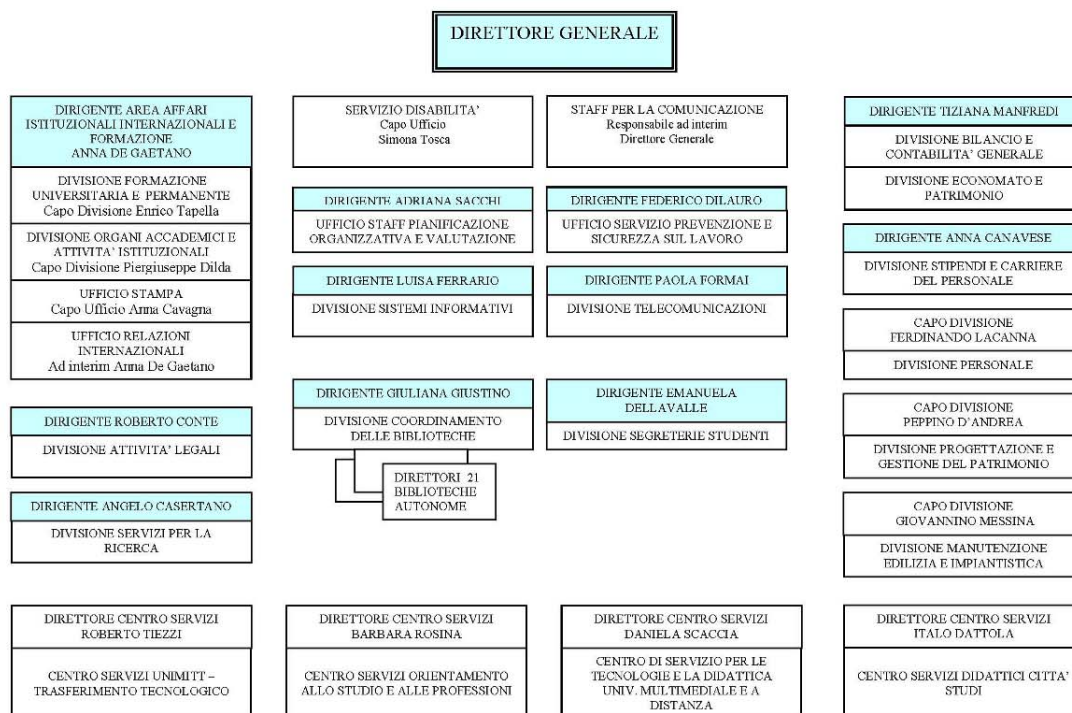 DIRETTORE GENERALE
DIRIGENTE AREA AFFARI
ISTITUZIONALI INTERNAZIONALI E
FORMAZIONE
ANNA DE GAETANO
DIVISIONE FORMAZIONE
UNIVERSITARIA E PERMANENTE
Capo Divisione Enrico Tapella
DIVISIONE ORGANI ACCADEMICI E
ATTIVITA' ISTITUZIONALI
Capo Divisione Piergiuseppe Dilda
UFFICIO STAMPA
Capo Ufficio Anna Cavagna
UFFICIO RELAZIONI
INTERNAZIONALI
Ad interim Anna De Gaetano
DIRIGENTE ROBERTO CONTE
DIVISIONE ATTIVITA' LEGALI
DIRIGENTE ANGELO CASERTANO
DIVISIONE SERVIZI PER LA
RICERCA
SERVIZIO DISABILITA'
Capo Ufficio
Simona Tosca
STAFF PER LA COMUNICAZIONE
Responsabile ad interim
Direttore Generale
DIRIGENTE ADRIANA SACCHI
UFFICIO STAFF PIANIFICAZIONE
ORGANIZZATIVA E VALUTAZIONE
DIRIGENTE FEDERICO DILAURO
UFFICIO SERVIZIO PREVENZIONE E
SICUREZZA SUL LAVORO
DIRIGENTE LUISA FERRARIO
DIVISIONE SISTEMI INFORMATIVI
DIRIGENTE PAOLA FORMAI
DIVISIONE TELECOMUNICAZIONI
DIRIGENTE GIULIANA GIUSTINO
DIVISIONE COORDINAMENTO
DELLE BIBLIOTECHE
DIRETTORI 21
BIBLIOTECHE
AUTONOME
DIRIGENTE EMANUELA
DELLAVALLE
DIVISIONE SEGRETERIE STUDENTI
DIRIGENTE TIZIANA MANFREDI
DIVISIONE BILANCIO E
CONTABILITA' GENERALE
DIVISIONE ECONOMATO E
PATRIMONIO
DIRIGENTE ANNA CANAVESE
DIVISIONE STIPENDI E CARRIERE
DEL PERSONALE
CAPO DIVISIONE
FERDINANDO LACANNA
DIVISIONE PERSONALE
CAPO DIVISIONE
PEPPINO D'ANDREA
DIVISIONE PROGETTAZIONE E
GESTIONE DEL PATRIMONIO
CAPO DIVISIONE
GIOVANNINO MESSINA
DIVISIONE MANUTENZIONE
EDILIZIA E IMPIANTISTICA
DIRETTORE CENTRO SERVIZI
ROBERTO TIEZZI
CENTRO SERVIZI UNIMITT –
TRASFERIMENTO TECNOLOGICO
DIRETTORE CENTRO SERVIZI
BARBARA ROSINA
CENTRO SERVIZI ORIENTAMENTO
ALLO STUDIO E ALLE PROFESSIONI
DIRETTORE CENTRO SERVIZI
DANIELA SCACCIA
CENTRO DI SERVIZIO PER LE
TECNOLOGIE E LA DIDATTICA
UNIV. MULTIMEDIALE E A
DISTANZA
DIRETTORE CENTRO SERVIZI
ITALO DATTOLA
CENTRO SERVIZI DIDATTICI CITTA'
STUDI